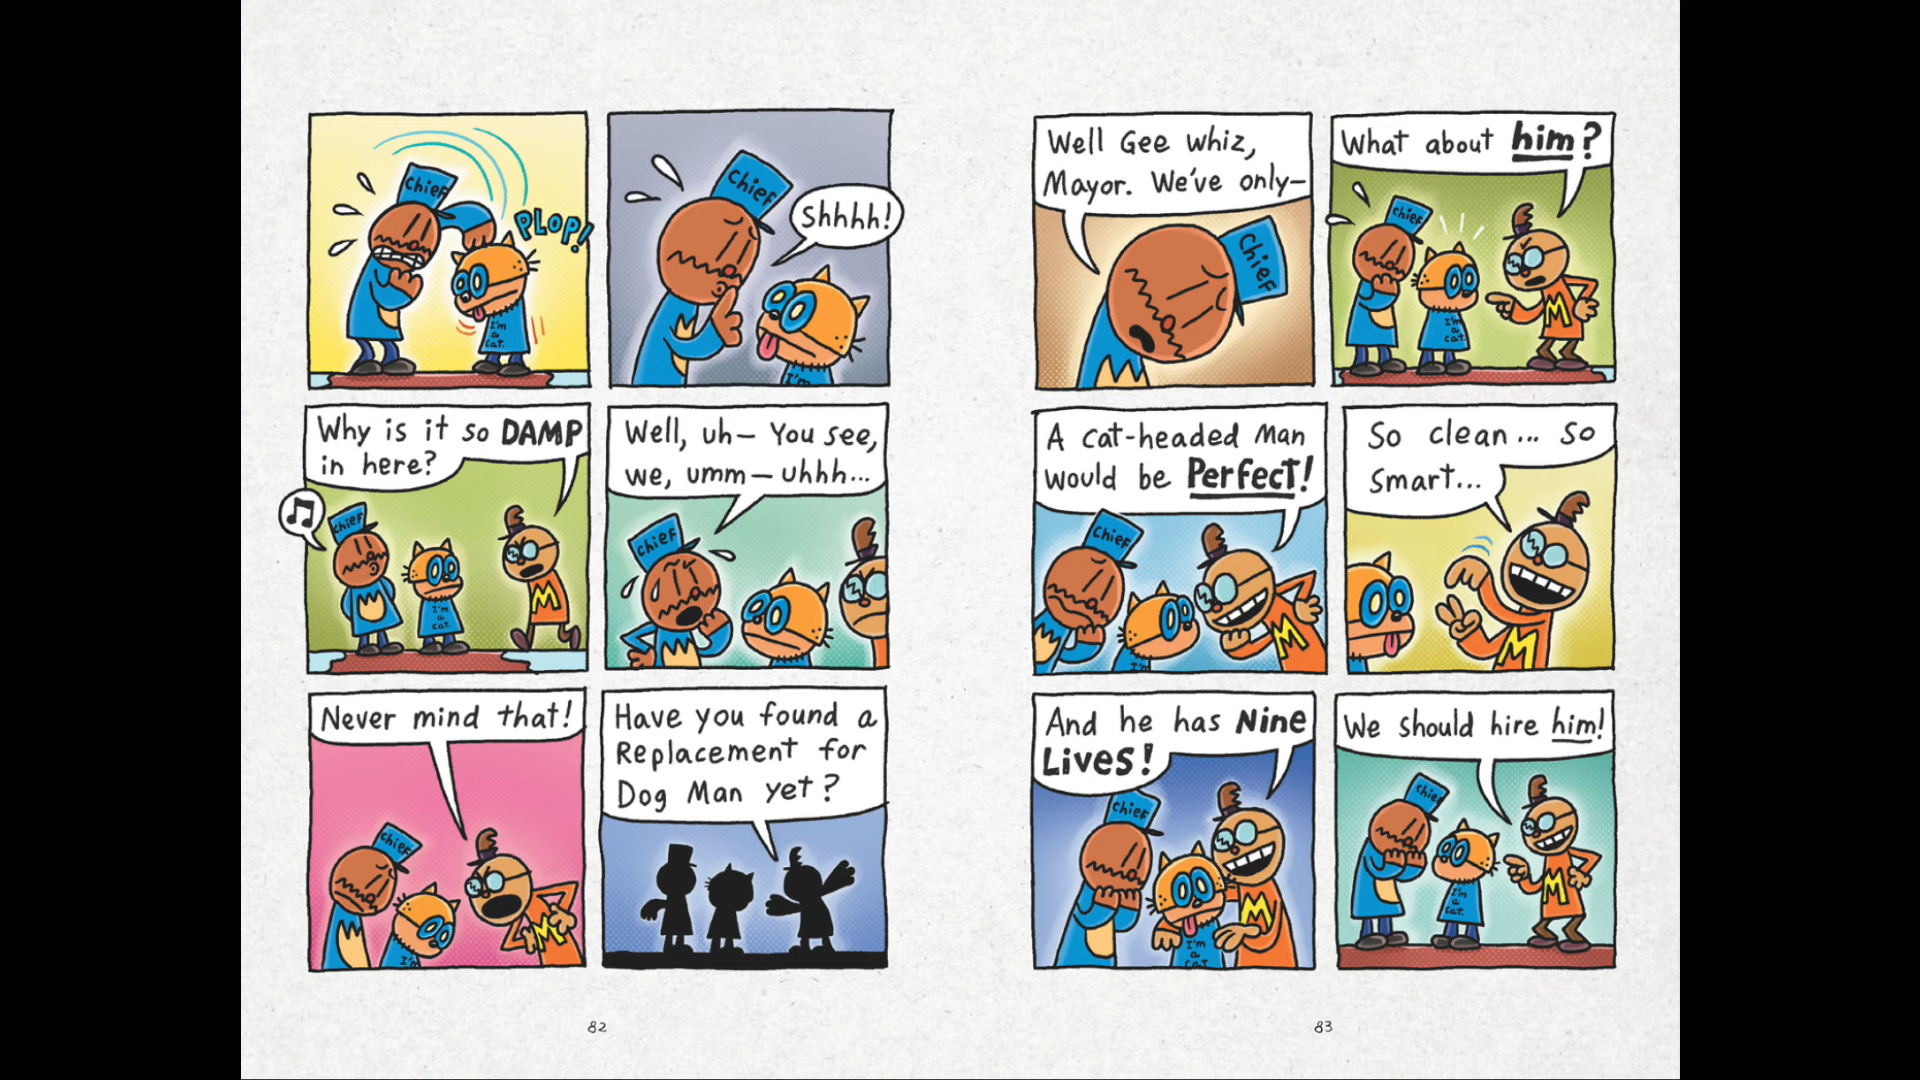 Chief
PLOP!
I'm
a
cat.
Chief
Shhhh!
I'm
Why is it so DAMP
in here?
Chief
I'm
a
cat.
M
Well, uh— You see,
we, umm — uhhh...
Chief
Never mind that!
Chief
I'm
M
Have you found a
Replacement for
Dog Man yet?
82
Well Gee whiz,
Mayor. We've only—
Chief
What about him?
Chief
I'm
a
cat.
M
A cat-headed Man
would be Perfect!
Chief
I'm
M
So clean... So
Smart...
M
And he has Nine
Lives!
Chief
I'm
a
cat
M
We should hire him!
Chief
I'm
a
cat.
M
83